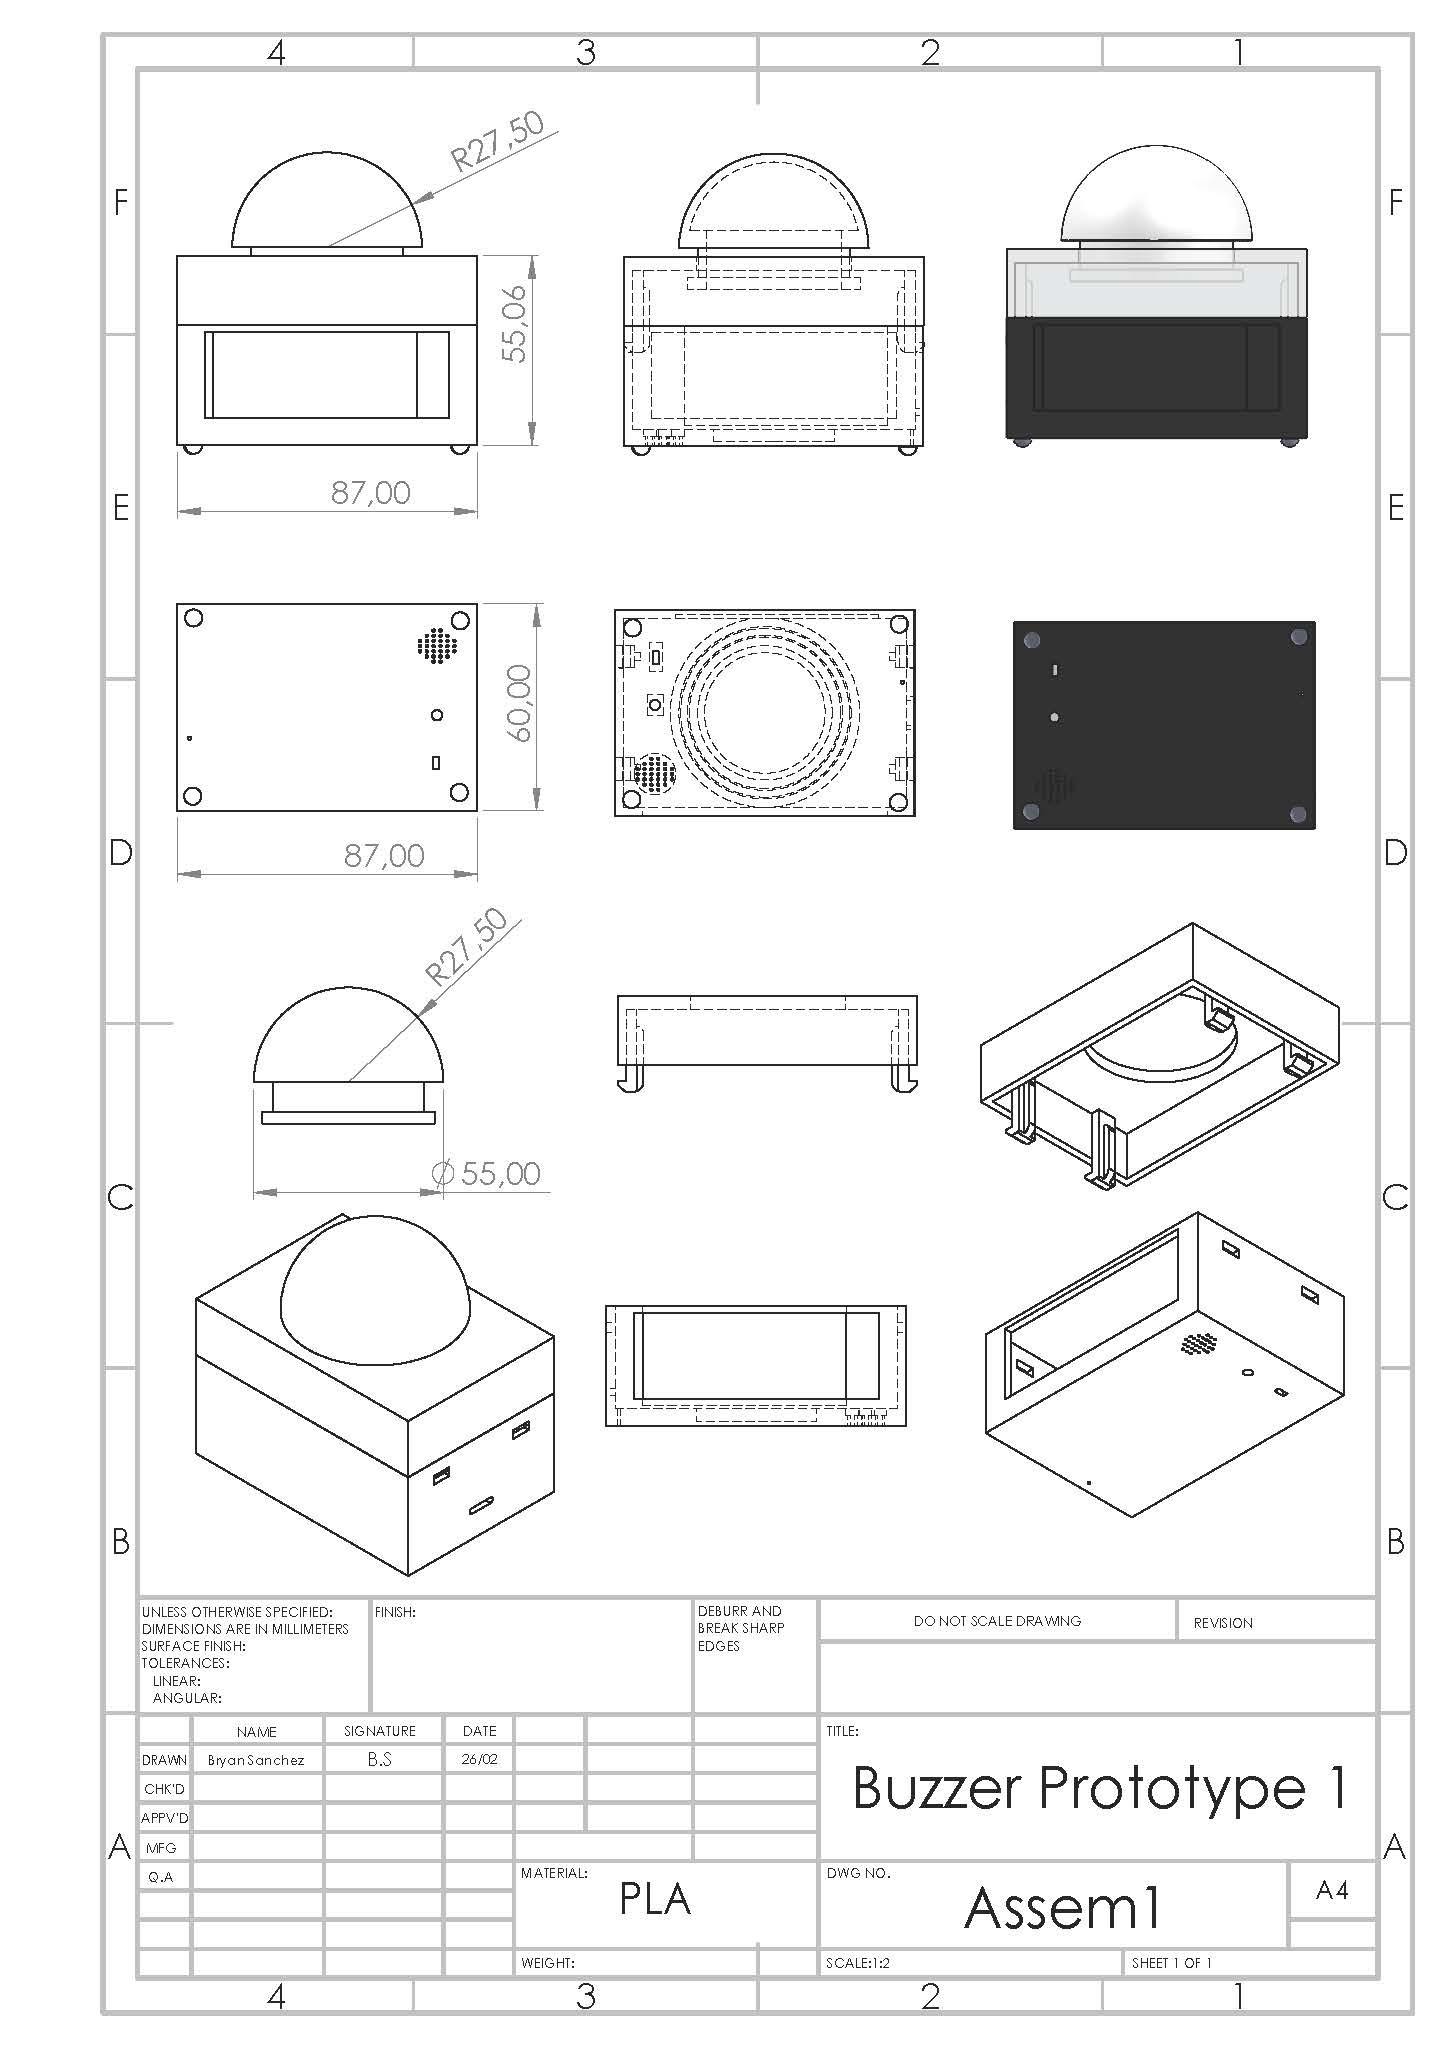 4 3 2 1
F F
R27,50
55,06
87,00
E E
60,00
87,00
D D
R27,50
Ø 55,00
C C
B B
UNLESS OTHERWISE SPECIFIED:
DIMENSIONS ARE IN MILLIMETERS
SURFACE FINISH:
TOLERANCES:
LINEAR:
ANGULAR:
FINISH:
DEBURR AND
BREAK SHARP
EDGES
DO NOT SCALE DRAWING
REVISION
NAME SIGNATURE DATE
DRAWN Bryan Sanchez B.S 26/02
CHK'D
APPV'D
MFG
Q.A
A A
TITLE:
Buzzer Prototype 1
MATERIAL:
PLA
DWG NO.
Assem1
A4
WEIGHT:
SCALE:1:2
SHEET 1 OF 1
4 3 2 1